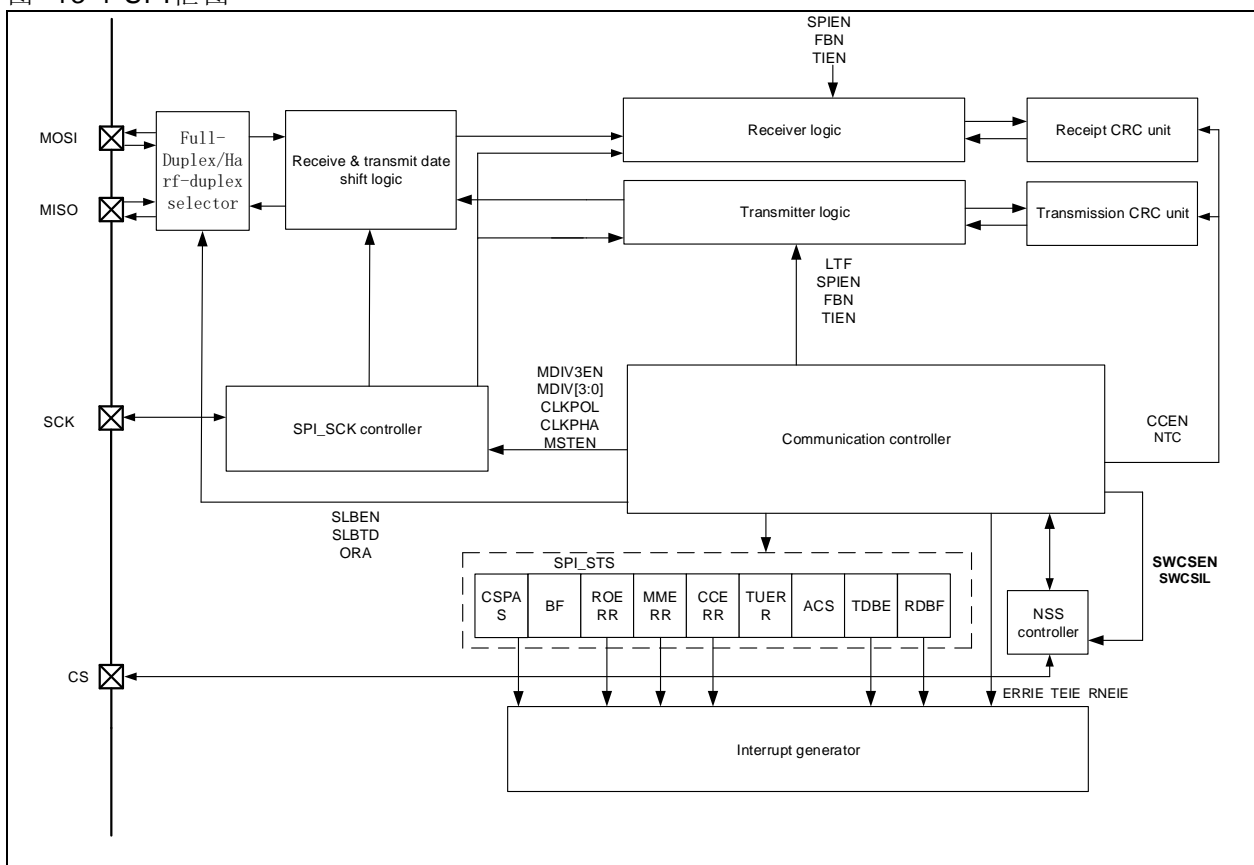 SPIEN
FBN
TIEN
MOSI
Full-
Duplex/Ha
rf-duplex
selector
Receive & transmit date
shift logic
Receiver logic
Receipt CRC unit
MISO
Transmitter logic
Transmission CRC unit
LTF
SPIEN
FBN
TIEN
MDIV3EN
MDIV[3:0]
CLKPOL
CLKPHA
MSTEN
SCK
SPI_SCK controller
Communication controller
CCEN
NTC
SLBEN
SLBTD
ORA
SPI_STS
SWCSEN
SWCSIL
CSPA
S
BF
ROE
RR
MME
RR
CCE
RR
TUER
R
ACS
TDBE
RDBF
NSS
controller
CS
ERRIE TEIE RNEIE
Interrupt generator